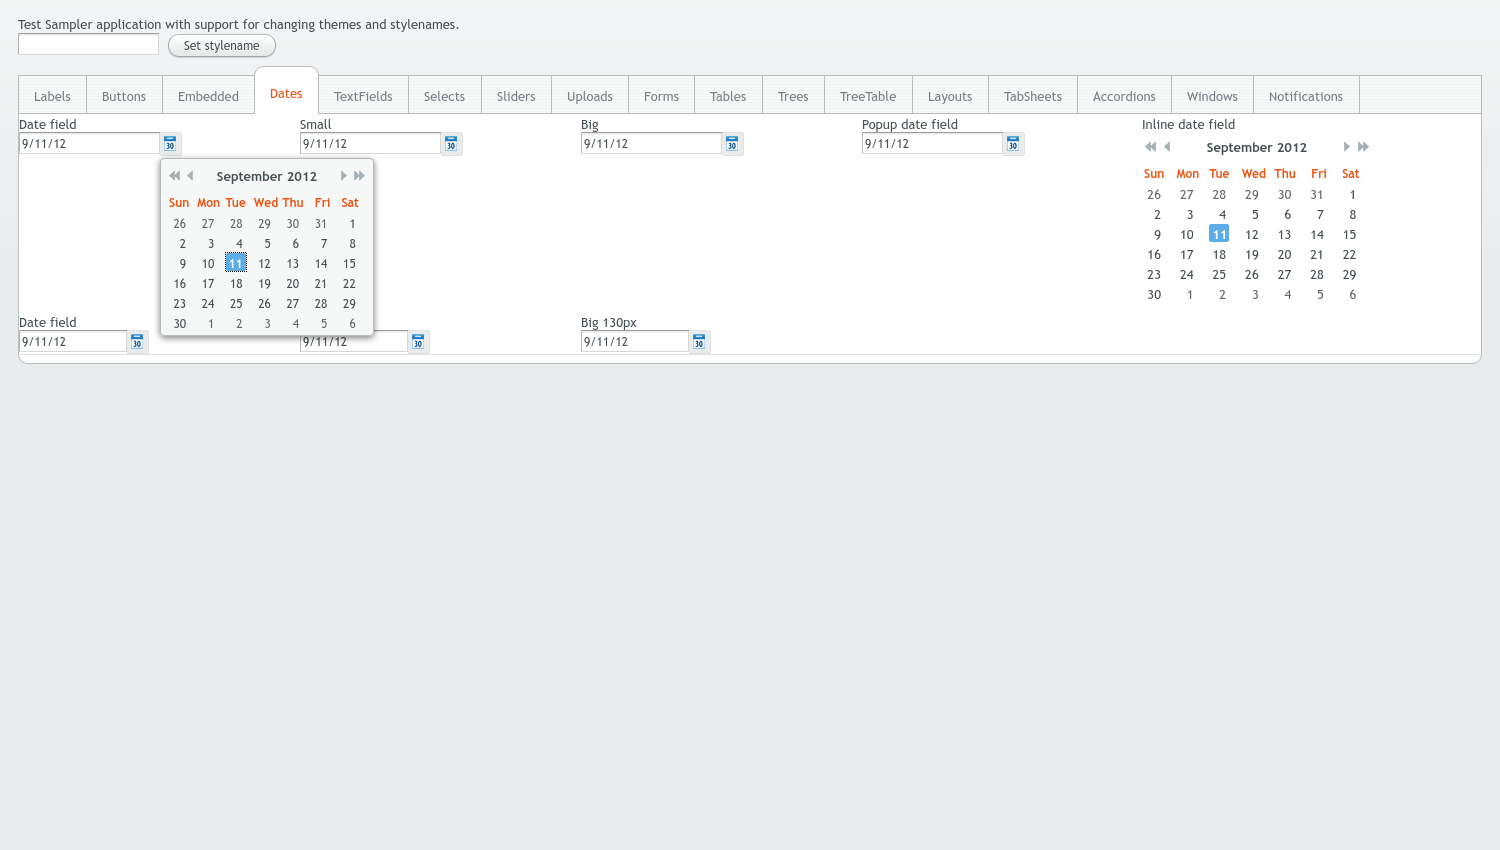 Test Sampler application with support for changing themes and stylenames.
Set stylename
Labels Buttons Embedded Dates TextFields Selects Sliders Uploads Forms Tables Trees TreeTable Layouts TabSheets Accordions Windows Notifications
Date field Small Big Popup date field Inline date field
9/11/12 30 9/11/12 30 9/11/12 30 9/11/12 30
September 2012
Sun Mon Tue Wed Thu Fri Sat
26 27 28 29 30 31 1
2 3 4 5 6 7 8
9 10 11 12 13 14 15
16 17 18 19 20 21 22
23 24 25 26 27 28 29
30 1 2 3 4 5 6
September 2012
Sun Mon Tue Wed Thu Fri Sat
26 27 28 29 30 31 1
2 3 4 5 6 7 8
9 10 11 12 13 14 15
16 17 18 19 20 21 22
23 24 25 26 27 28 29
30 1 2 3 4 5 6
Date field Big 130px
9/11/12 30 9/11/12 30 9/11/12 30